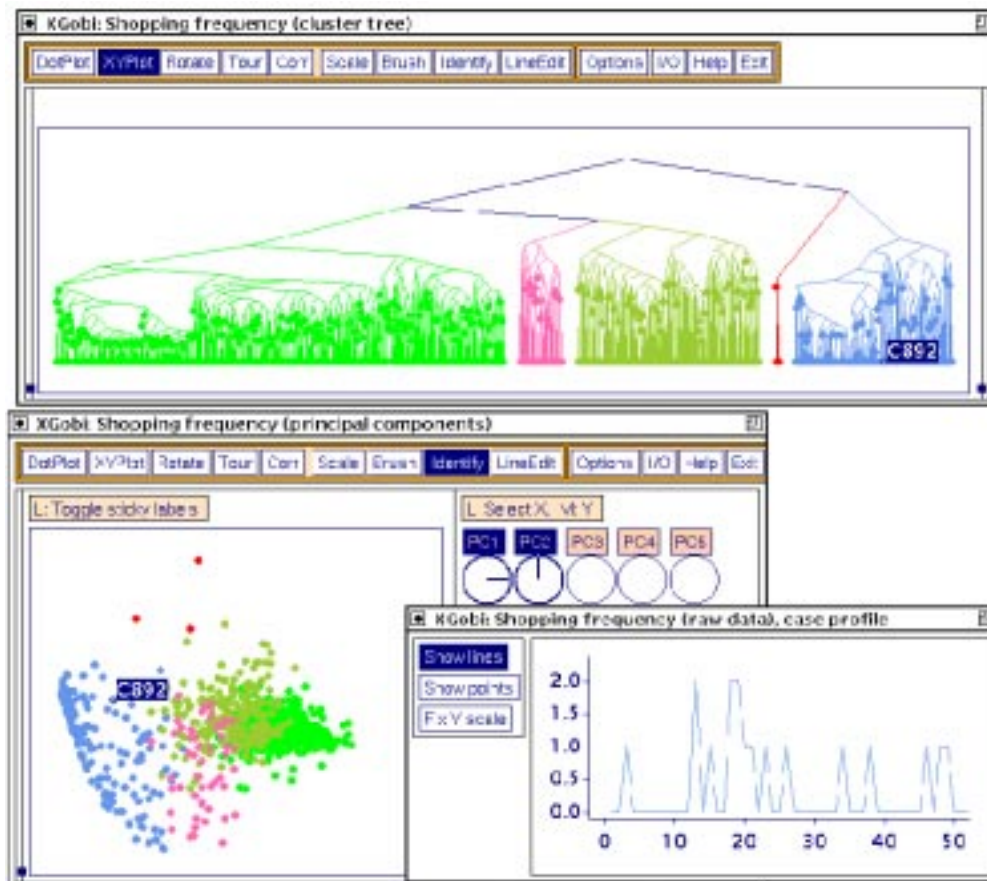 XGobi: Shopping frequency (cluster tree)
DotPlot XYPlot Rotate Tour Corr Scale Brush Identify LineEdit Options I/O Help Exit
C892
XGobi: Shopping frequency (principal components)
DotPlot XYPlot Rotate Tour Corr Scale Brush Identify LineEdit Options I/O Help Exit
L: Toggle sticky labels
L: Select X, Y
PC1 PC2 PC3 PC4 PC5
C892
XGobi: Shopping frequency (raw data), case profile
Show lines
Show points
Fix Y scale
2.0
1.5
1.0
0.5
0.0
0 10 20 30 40 50